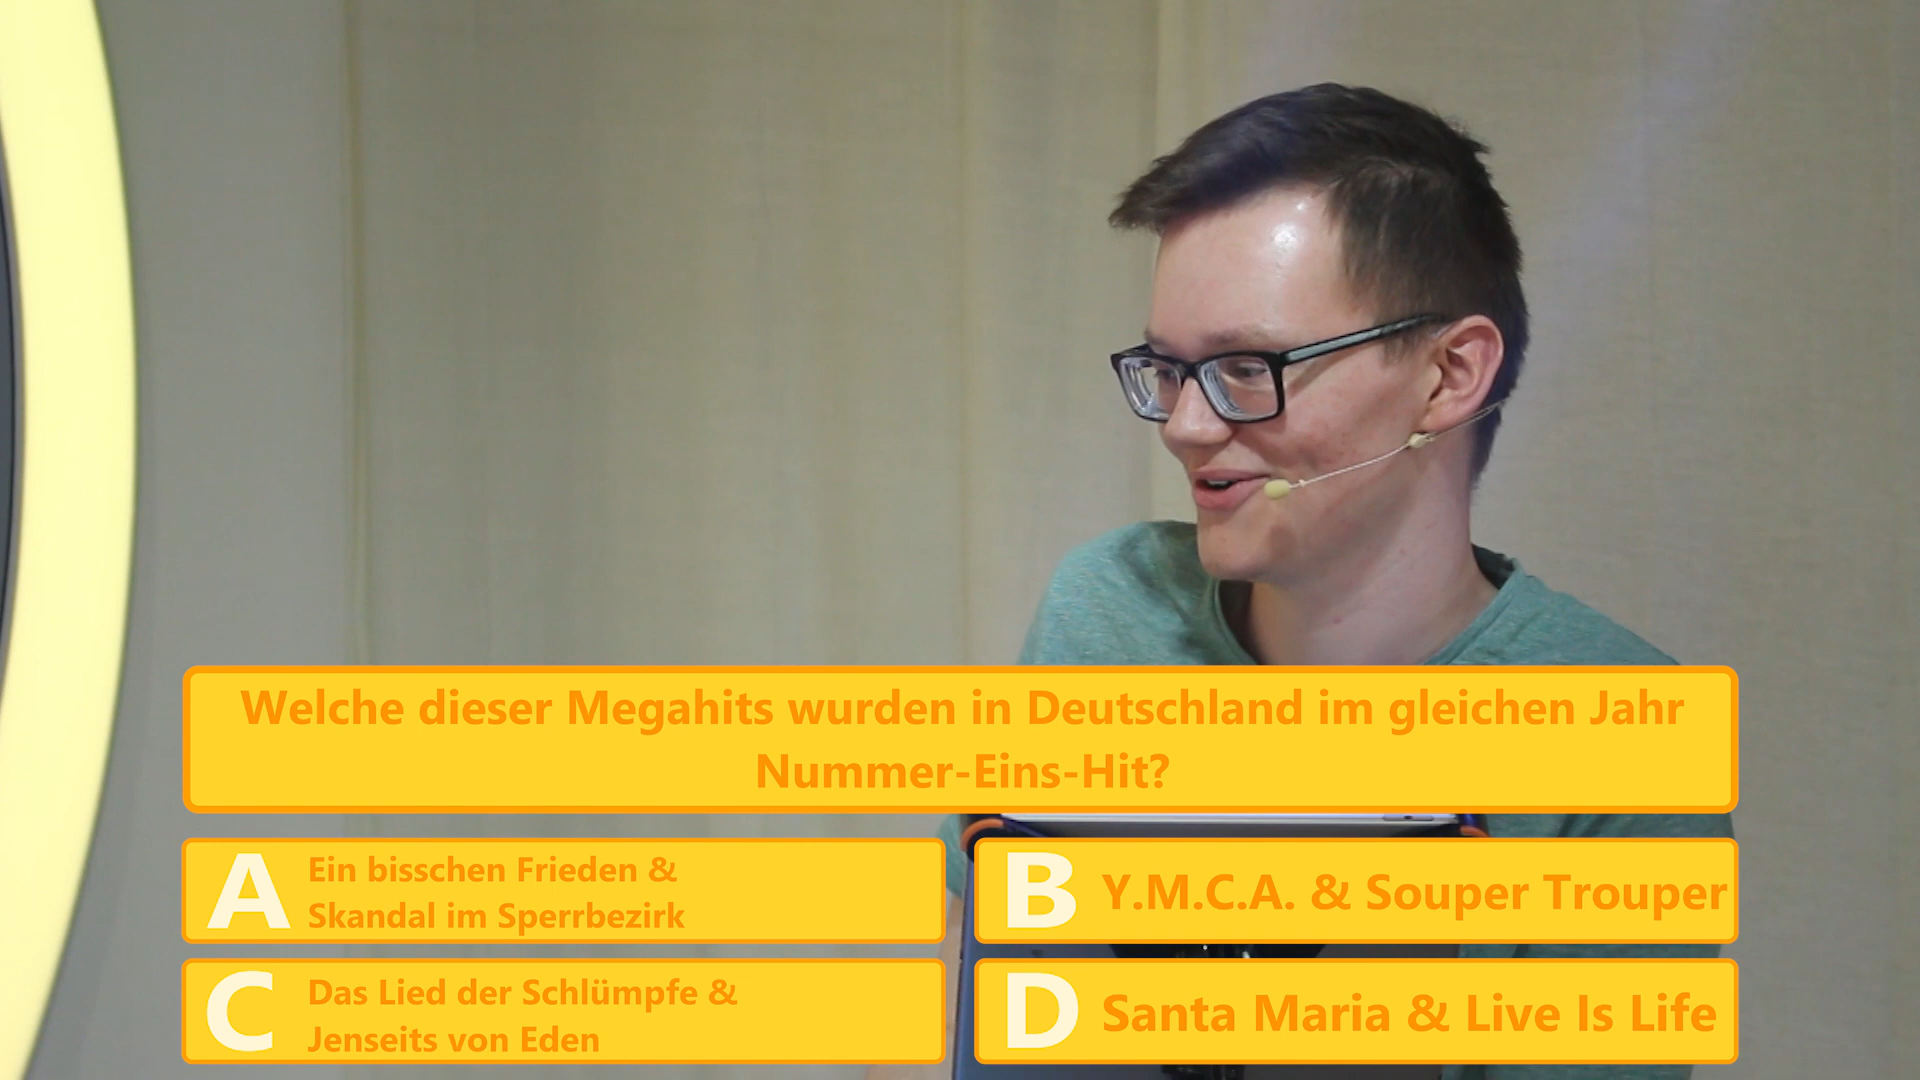 Welche dieser Megahits wurden in Deutschland im gleichen Jahr
Nummer-Eins-Hit?
A Ein bisschen Frieden &
Skandal im Sperrbezirk
B Y.M.C.A. & Souper Trouper
C Das Lied der Schlümpfe &
Jenseits von Eden
D Santa Maria & Live Is Life